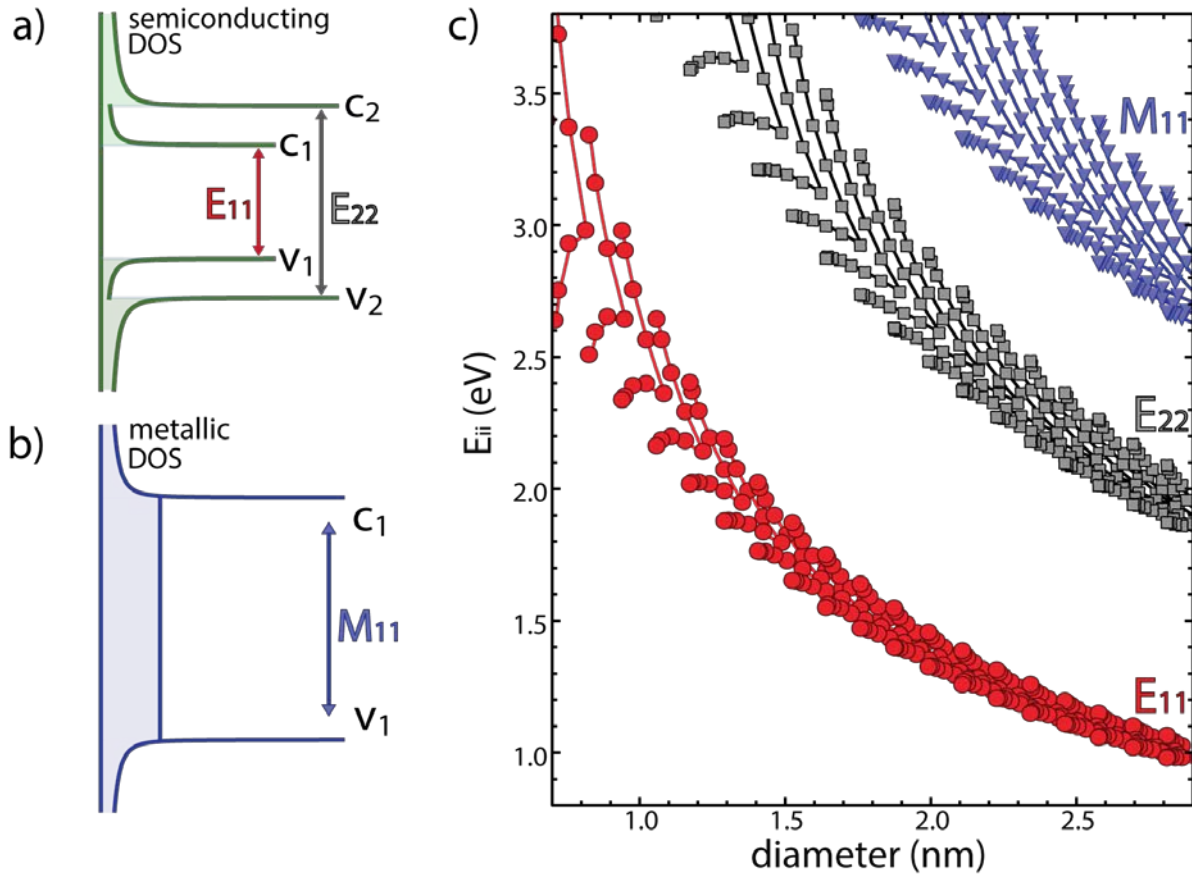 a)
semiconducting
DOS
C2
C1
E11
E22
V1
V2
b)
metallic
DOS
C1
M11
V1
c)
3.5
3.0
2.5
2.0
1.5
1.0
Eii (eV)
M11
E22
E11
1.0
1.5
2.0
2.5
diameter (nm)